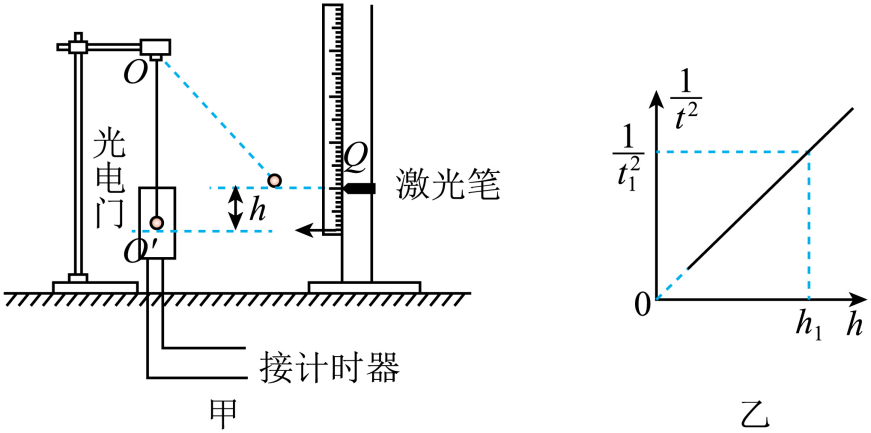 O
光电门
O′
h
Q
激光笔
接计时器
甲
1/t²
1/t₁²
0
h₁
h
乙